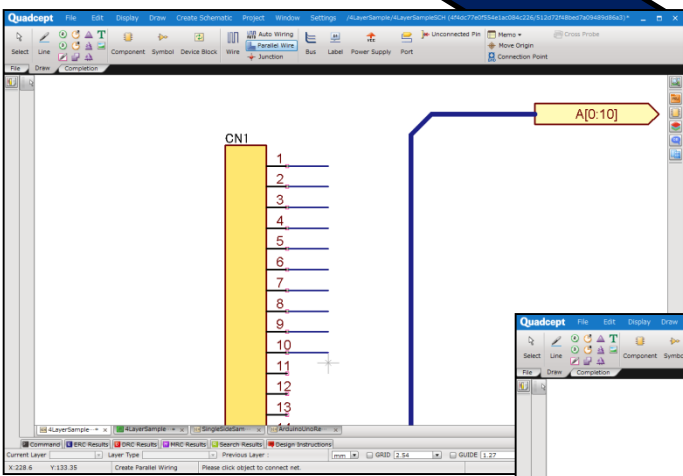 Quadcept File Edit Display Draw Create Schematic Project Window Settings /4LayerSample/4LayerSampleSCH
Auto Wiring
Unconnected Pin
Memo
Cross Probe
Parallel Wire
Move Origin
Select Line Component Symbol Device Block Wire Junction Bus Label Power Supply Port Connection Point
File Draw Completion
A[0:10]
CN1
1
2
3
4
5
6
7
8
9
10
11
12
13
Quadcept File Edit Display Draw
Select Line Component
File Draw Completion
4LayerSample 4LayerSample SingleSideSam ArduinoUnoRe
Command ERC Results DRC Results MRC Results Search Results Design Instructions
Current Layer Layer Type Previous Layer : mm GRID 2.54 GUIDE 1.27
X:228.6 Y:133.35 Create Parallel Wiring Please click object to connect net.